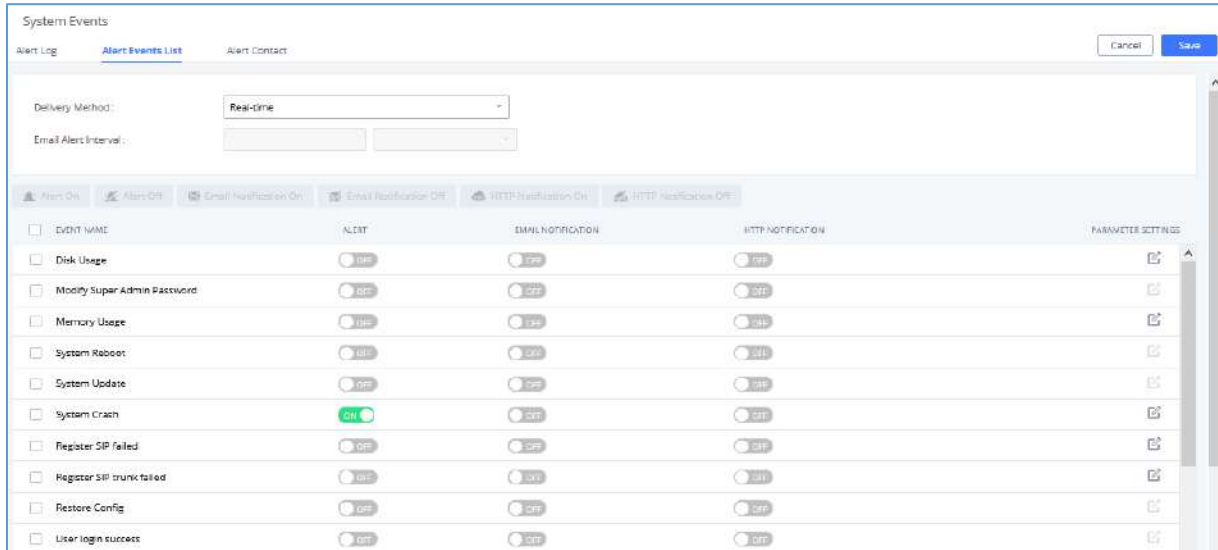 System Events
Alert Log Alert Events List Alert Contact Cancel Save
Delivery Method: Real-time
Email Alert Interval:
Alert On Alert Off Email Notification On Email Notification Off HTTP Notification On HTTP Notification Off
EVENT NAME ALERT EMAIL NOTIFICATION HTTP NOTIFICATION PARAMETER SETTINGS
Disk Usage OFF OFF OFF
Modify Super Admin Password OFF OFF OFF
Memory Usage OFF OFF OFF
System Reboot OFF OFF OFF
System Update OFF OFF OFF
System Crash ON OFF OFF
Register SIP failed OFF OFF OFF
Register SIP trunk failed OFF OFF OFF
Restore Config OFF OFF OFF
User login success OFF OFF OFF